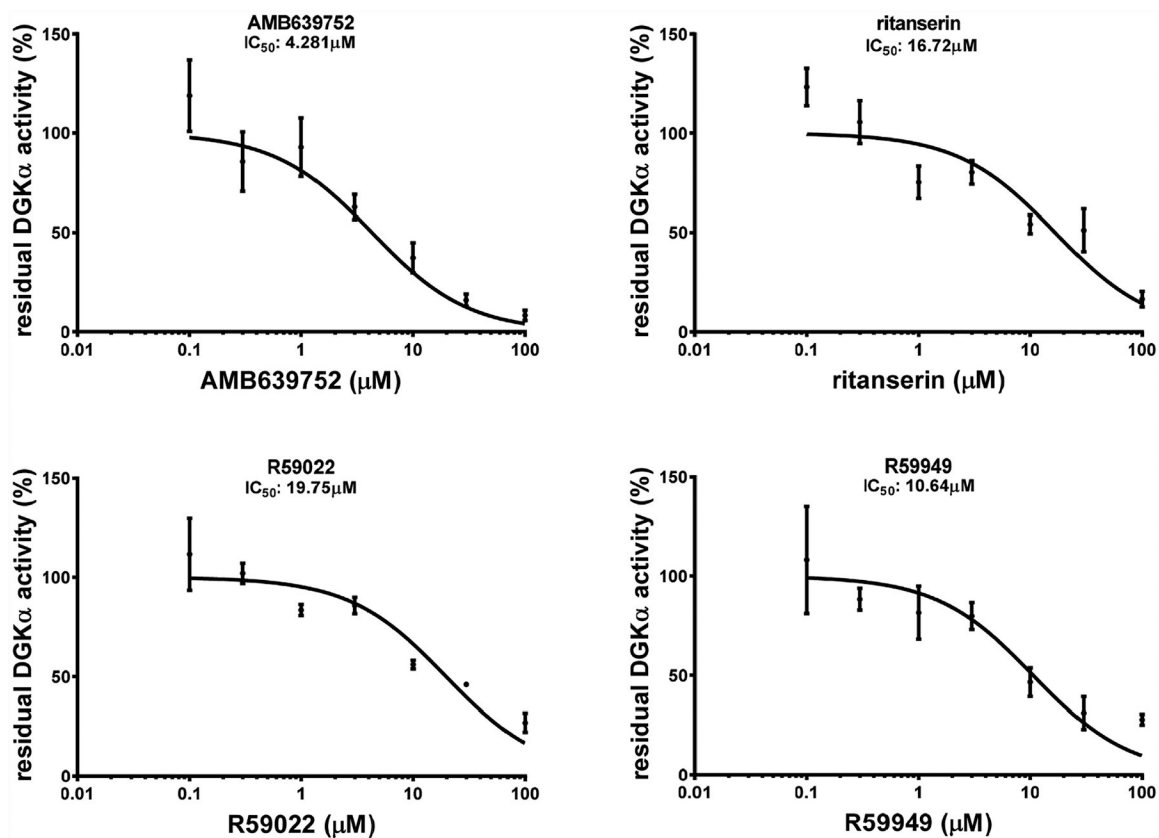 AMB639752
IC50: 4.281μM
residual DGKα activity (%)
150
100
50
0
0.01
0.1
1
10
100
AMB639752 (μM)
ritanserin
IC50: 16.72μM
residual DGKα activity (%)
150
100
50
0
0.01
0.1
1
10
100
ritanserin (μM)
R59022
IC50: 19.75μM
residual DGKα activity (%)
150
100
50
0
0.01
0.1
1
10
100
R59022 (μM)
R59949
IC50: 10.64μM
residual DGKα activity (%)
150
100
50
0
0.01
0.1
1
10
100
R59949 (μM)